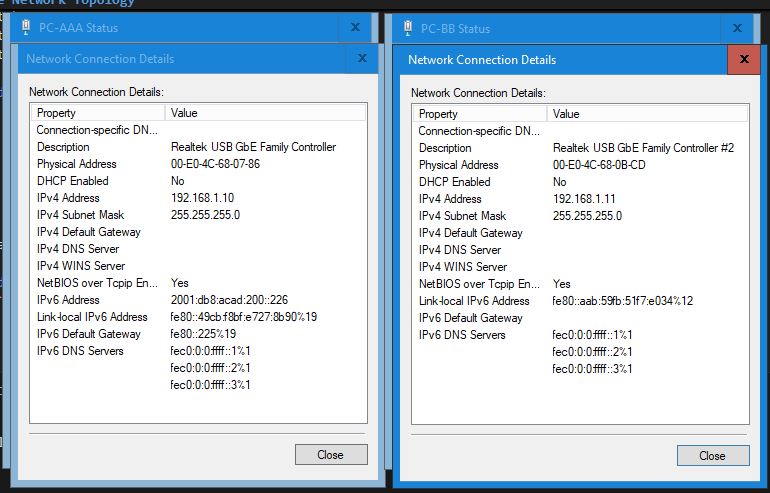 e Network Topology
PC-AAA Status
Network Connection Details
Network Connection Details:
Property Value
Connection-specific DN...
Description Realtek USB GbE Family Controller
Physical Address 00-E0-4C-68-07-86
DHCP Enabled No
IPv4 Address 192.168.1.10
IPv4 Subnet Mask 255.255.255.0
IPv4 Default Gateway
IPv4 DNS Server
IPv4 WINS Server
NetBIOS over Tcpip En... Yes
IPv6 Address 2001:db8:acad:200::226
Link-local IPv6 Address fe80::49cb:f8bf:e727:8b90%19
IPv6 Default Gateway fe80::225%19
IPv6 DNS Servers fec0:0:0:ffff::1%1
fec0:0:0:ffff::2%1
fec0:0:0:ffff::3%1
Close
PC-BB Status
Network Connection Details
Network Connection Details:
Property Value
Connection-specific DN...
Description Realtek USB GbE Family Controller #2
Physical Address 00-E0-4C-68-0B-CD
DHCP Enabled No
IPv4 Address 192.168.1.11
IPv4 Subnet Mask 255.255.255.0
IPv4 Default Gateway
IPv4 DNS Server
IPv4 WINS Server
NetBIOS over Tcpip En... Yes
Link-local IPv6 Address fe80::aab:59fb:51f7:e034%12
IPv6 Default Gateway
IPv6 DNS Servers fec0:0:0:ffff::1%1
fec0:0:0:ffff::2%1
fec0:0:0:ffff::3%1
Close